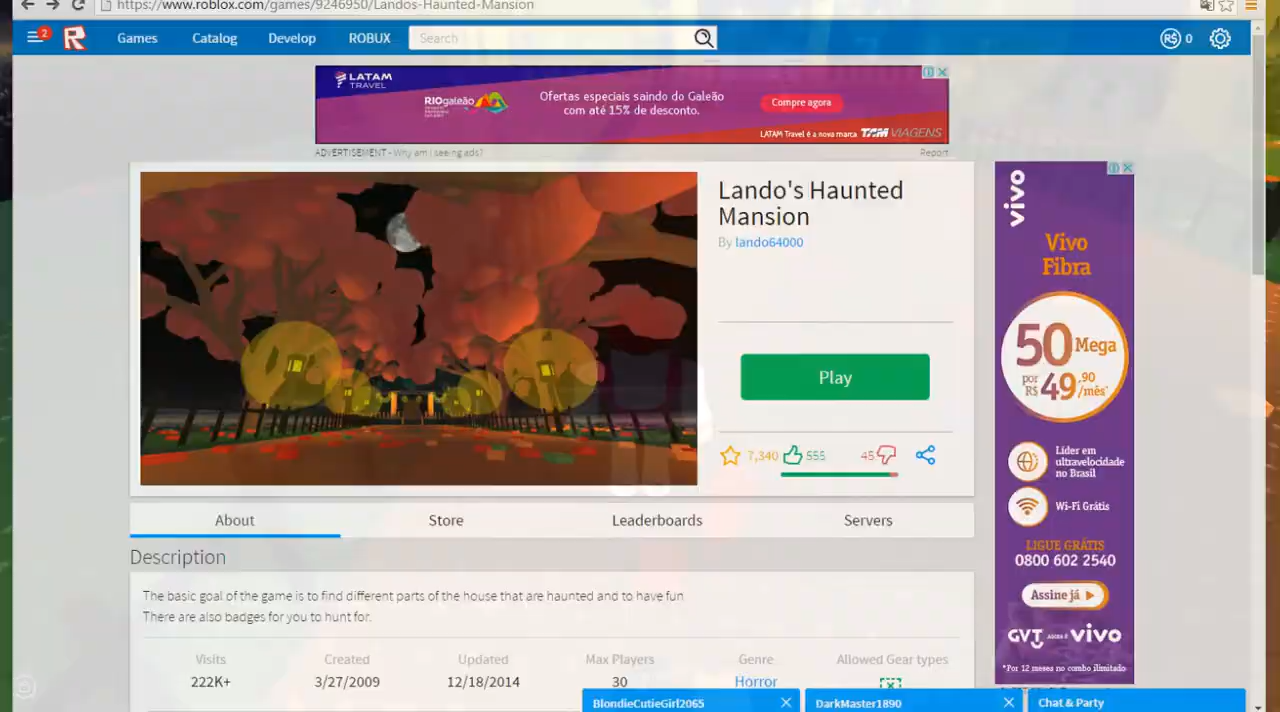 https://www.roblox.com/games/9246950/Landos-Haunted-Mansion
2
R
Games
Catalog
Develop
ROBUX
Search
R$ 0
LATAM
TRAVEL
RIOgaleão
Ofertas especiais saindo do Galeão
com até 15% de desconto.
Compre agora
LATAM Travel é a nova marca TAM VIAGENS
ADVERTISEMENT - Why am I seeing ads?
Report
Lando's Haunted
Mansion
By lando64000
Play
7,340
555
45
About
Store
Leaderboards
Servers
Description
The basic goal of the game is to find different parts of the house that are haunted and to have fun
There are also badges for you to hunt for.
Visits
Created
Updated
Max Players
Genre
Allowed Gear types
222K+
3/27/2009
12/18/2014
30
Horror
vivo
Vivo
Fibra
50 Mega
por
R$ 49,90
/mês*
Líder em
ultravelocidade
no Brasil
Wi-Fi Grátis
LIGUE GRÁTIS
0800 602 2540
Assine já
GVT AGORA É vivo
*Por 12 meses no combo ilimitado
BlondieCutieGirl2065
DarkMaster1890
Chat & Party